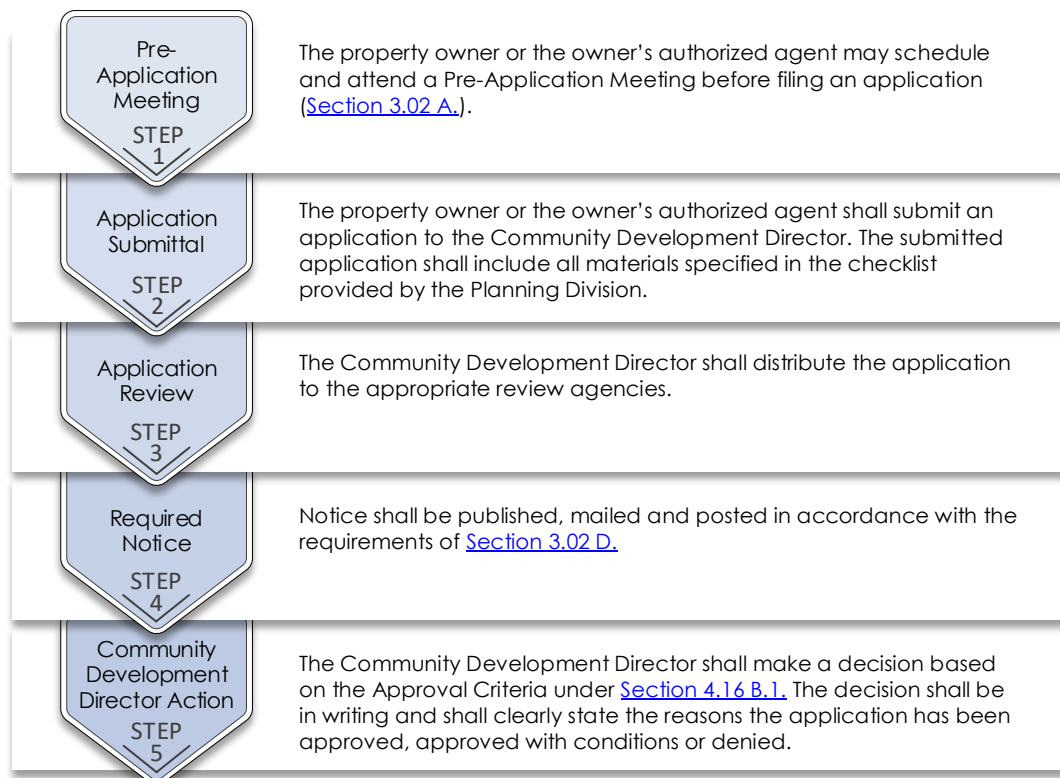 Pre-
Application
Meeting
STEP
1
The property owner or the owner’s authorized agent may schedule
and attend a Pre-Application Meeting before filing an application
(Section 3.02 A.).
Application
Submittal
STEP
2
The property owner or the owner’s authorized agent shall submit an
application to the Community Development Director. The submitted
application shall include all materials specified in the checklist
provided by the Planning Division.
Application
Review
STEP
3
The Community Development Director shall distribute the application
to the appropriate review agencies.
Required
Notice
STEP
4
Notice shall be published, mailed and posted in accordance with the
requirements of Section 3.02 D.
Community
Development
Director Action
STEP
5
The Community Development Director shall make a decision based
on the Approval Criteria under Section 4.16 B.1. The decision shall be
in writing and shall clearly state the reasons the application has been
approved, approved with conditions or denied.